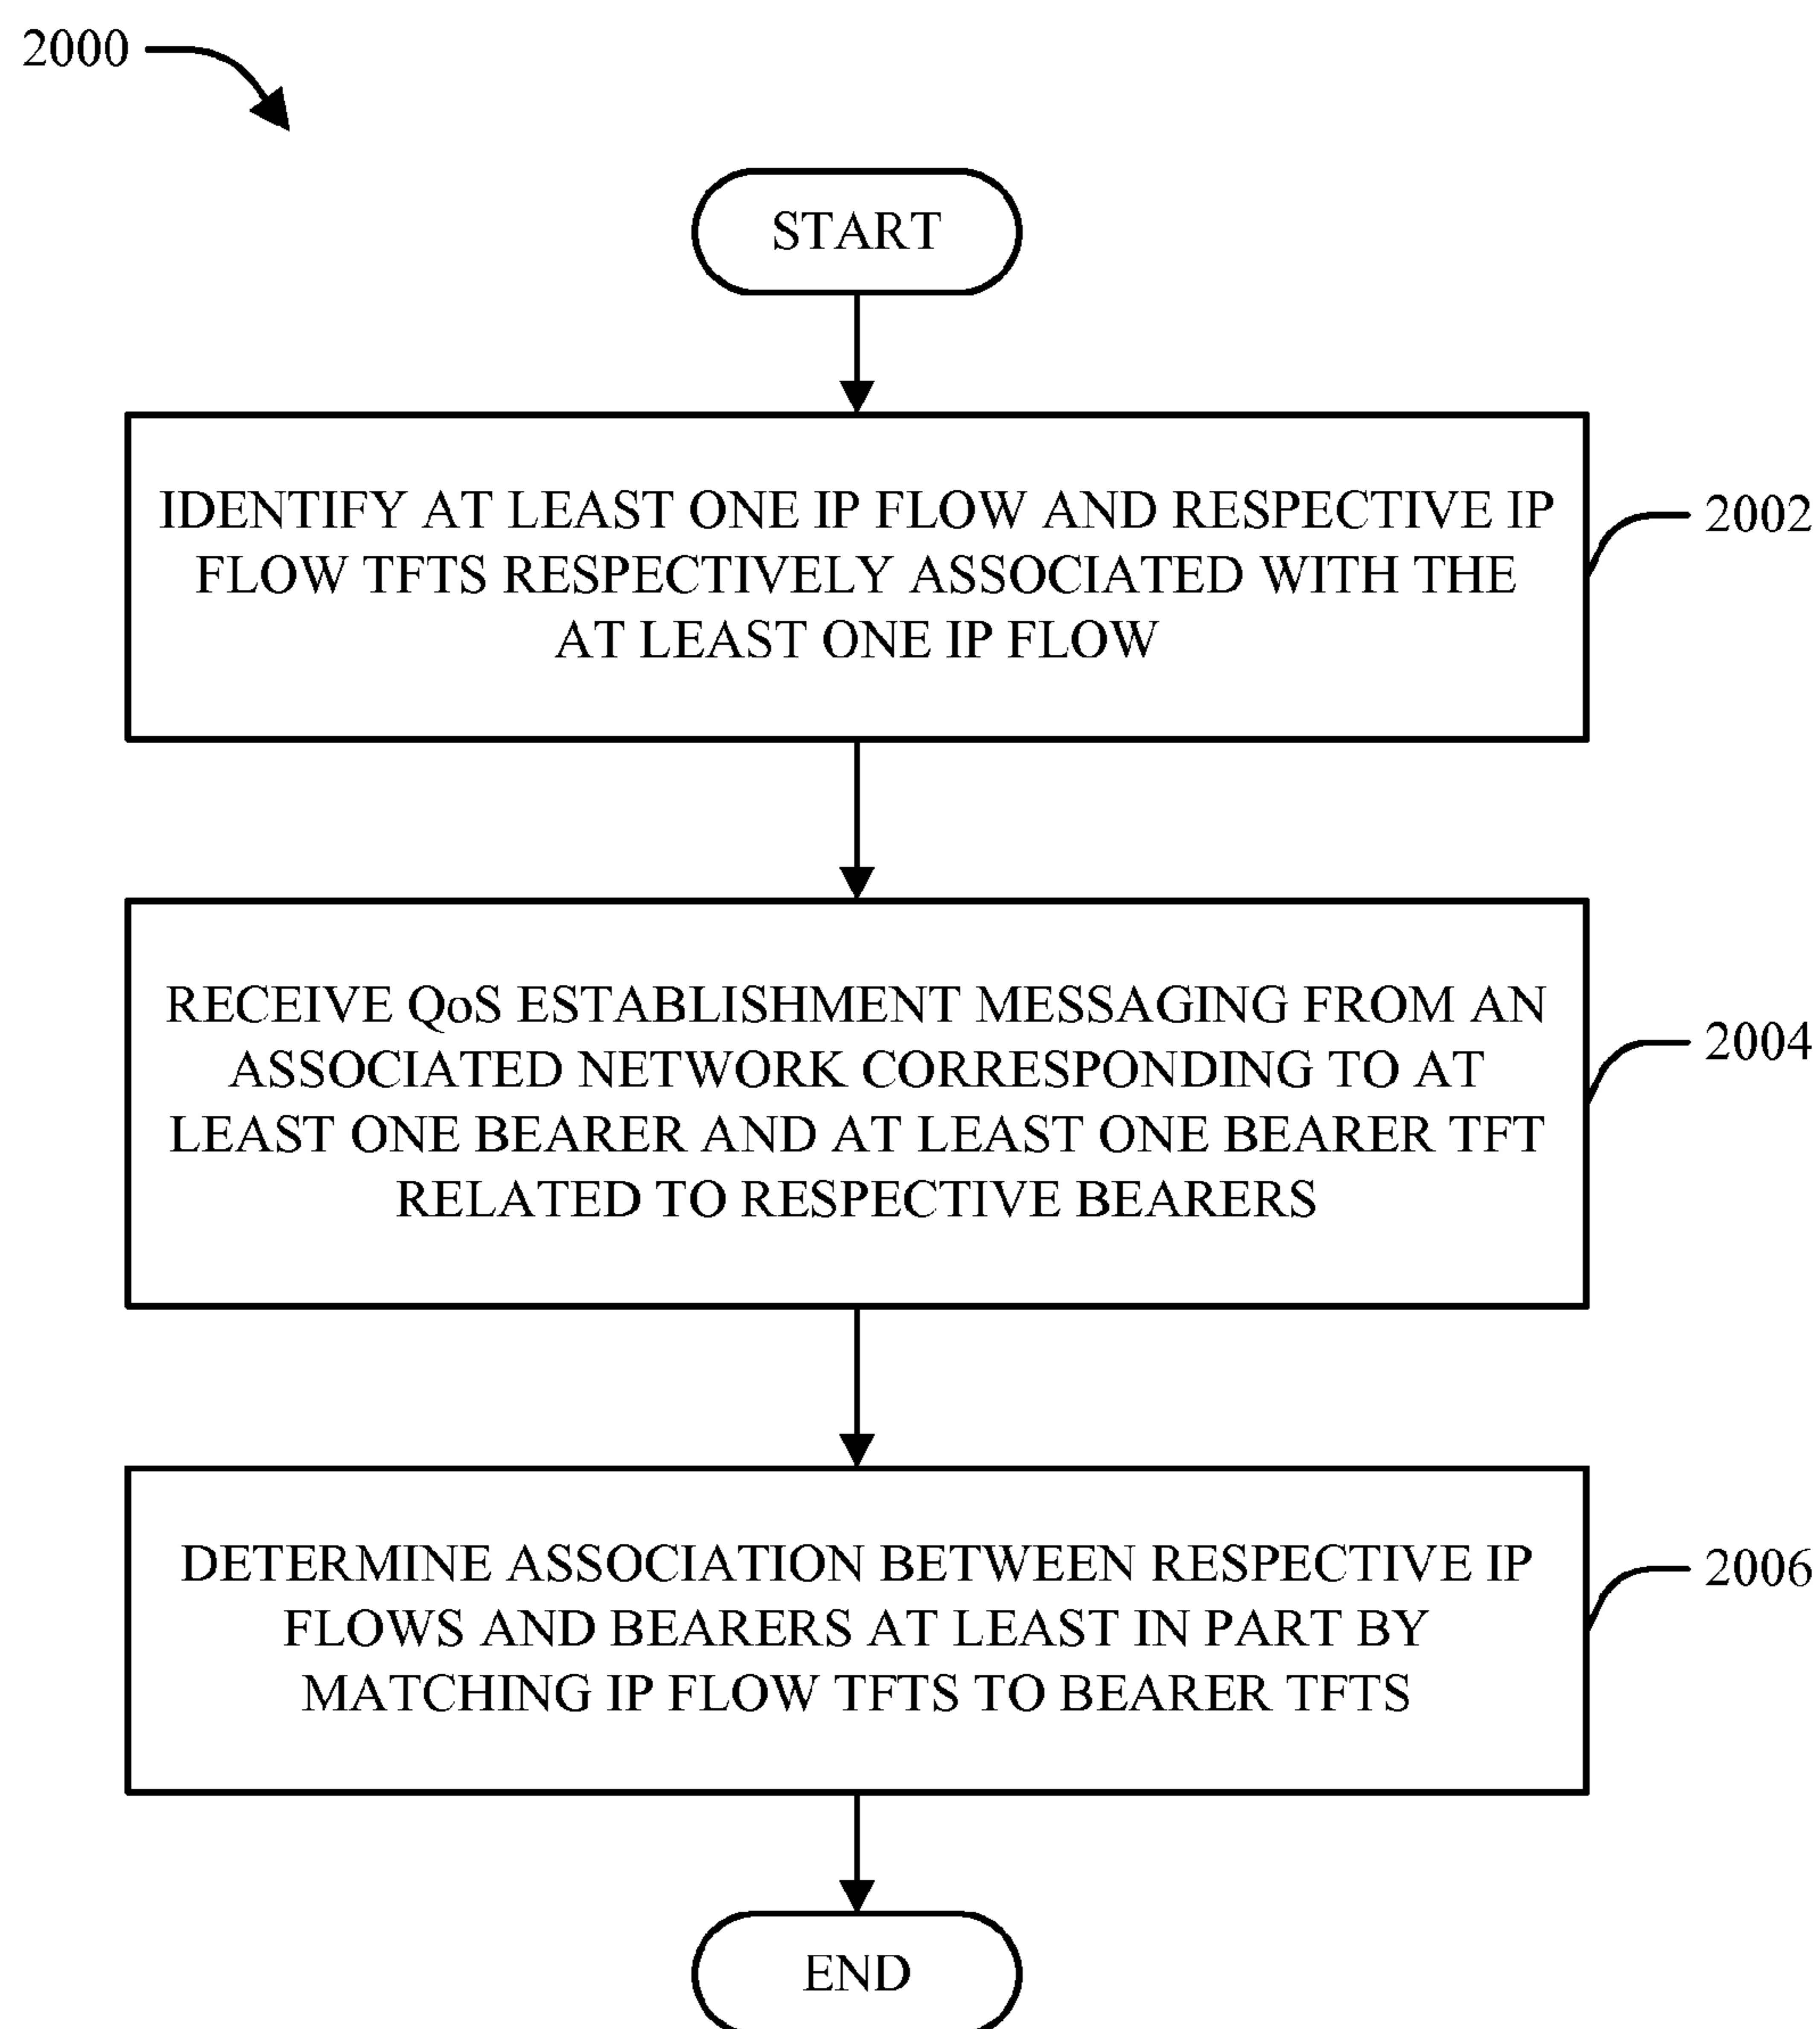 2000
START
IDENTIFY AT LEAST ONE IP FLOW AND RESPECTIVE IP
FLOW TFTS RESPECTIVELY ASSOCIATED WITH THE
AT LEAST ONE IP FLOW
2002
RECEIVE QoS ESTABLISHMENT MESSAGING FROM AN
ASSOCIATED NETWORK CORRESPONDING TO AT
LEAST ONE BEARER AND AT LEAST ONE BEARER TFT
RELATED TO RESPECTIVE BEARERS
2004
DETERMINE ASSOCIATION BETWEEN RESPECTIVE IP
FLOWS AND BEARERS AT LEAST IN PART BY
MATCHING IP FLOW TFTS TO BEARER TFTS
2006
END